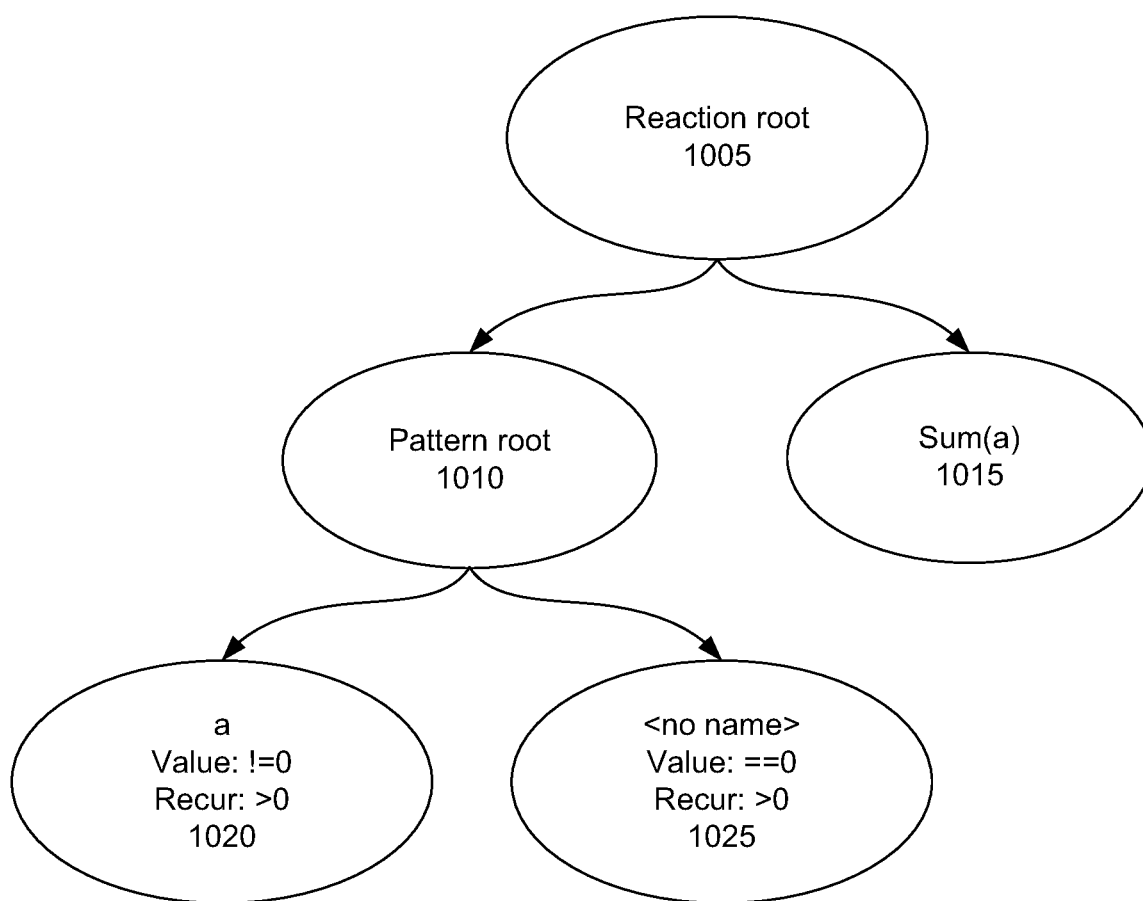 Reaction root
1005
Pattern root
1010
Sum(a)
1015
a
Value: !=0
Recur: >0
1020
<no name>
Value: ==0
Recur: >0
1025